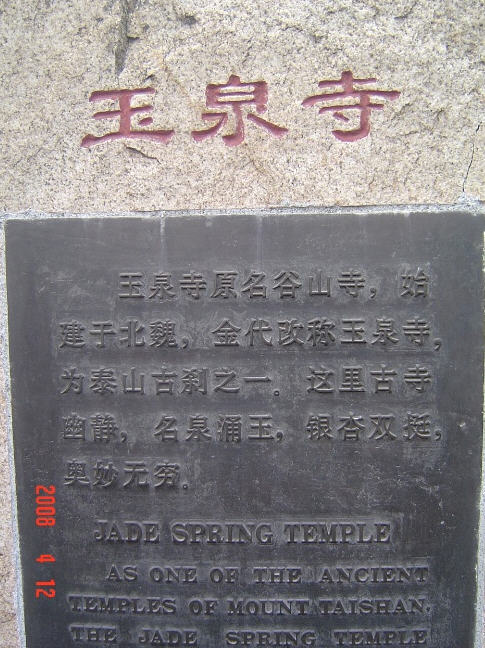 玉泉寺
玉泉寺原名谷山寺，始
建于北魏，金代改称玉泉寺，
为泰山古刹之一。这里古寺
幽静，名泉涌玉，银杏双挺，
奥妙无穷。
JADE SPRING TEMPLE
AS ONE OF THE ANCIENT
TEMPLES OF MOUNT TAISHAN,
THE JADE SPRING TEMPLE
2008 4 12